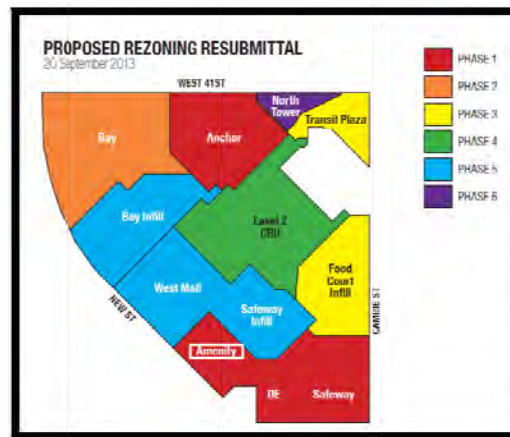 PROPOSED REZONING RESUBMITTAL
20 September 2013
WEST 41ST
PHASE 1
PHASE 2
PHASE 3
PHASE 4
PHASE 5
PHASE 6
North
Tower
Transit Plaza
Bay
Anchor
Bay Infill
Level 2
CRU
West Mall
Safeway
Infill
Food
Court
Infill
NEW ST
CAMBIE ST
Amenity
DE
Safeway